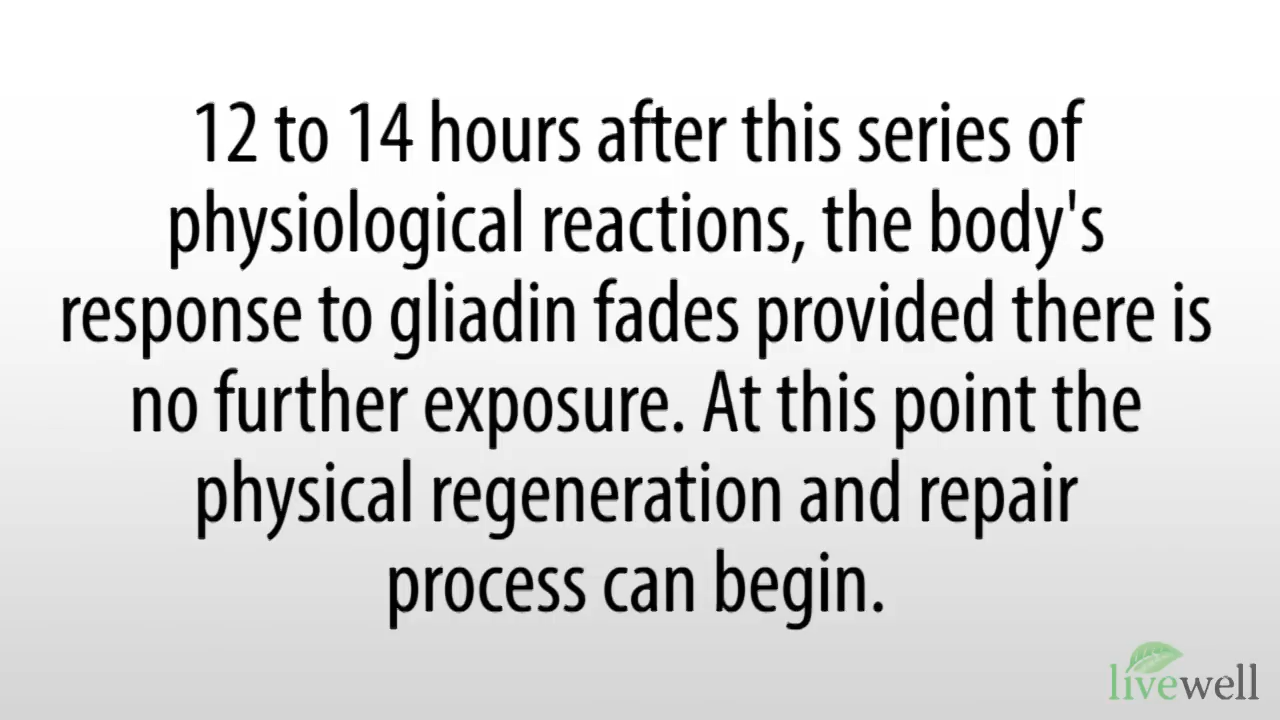 12 to 14 hours after this series of
physiological reactions, the body's
response to gliadin fades provided there is
no further exposure. At this point the
physical regeneration and repair
process can begin.
livewell